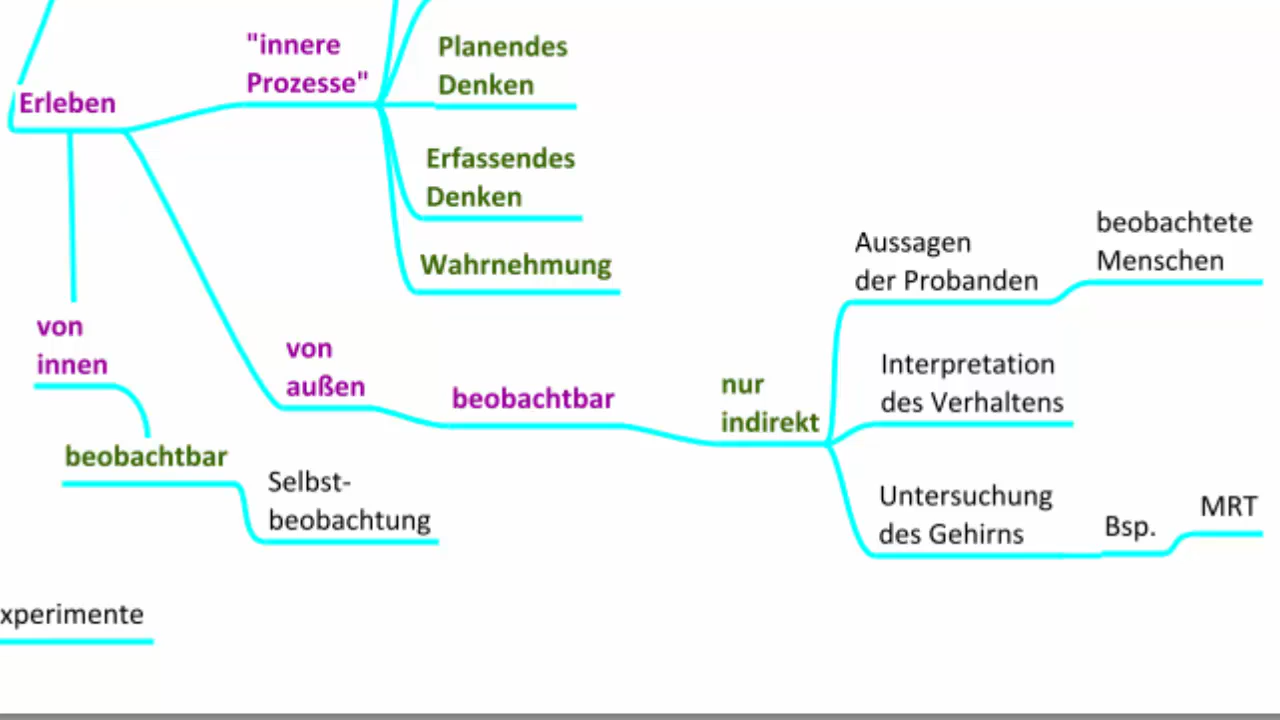 "innere
Prozesse"
Planendes
Denken
Erleben
Erfassendes
Denken
Wahrnehmung
Aussagen
der Probanden
beobachtete
Menschen
von
innen
von
außen
beobachtbar
nur
indirekt
Interpretation
des Verhaltens
beobachtbar
Selbst-
beobachtung
Untersuchung
des Gehirns
Bsp.
MRT
xperimente